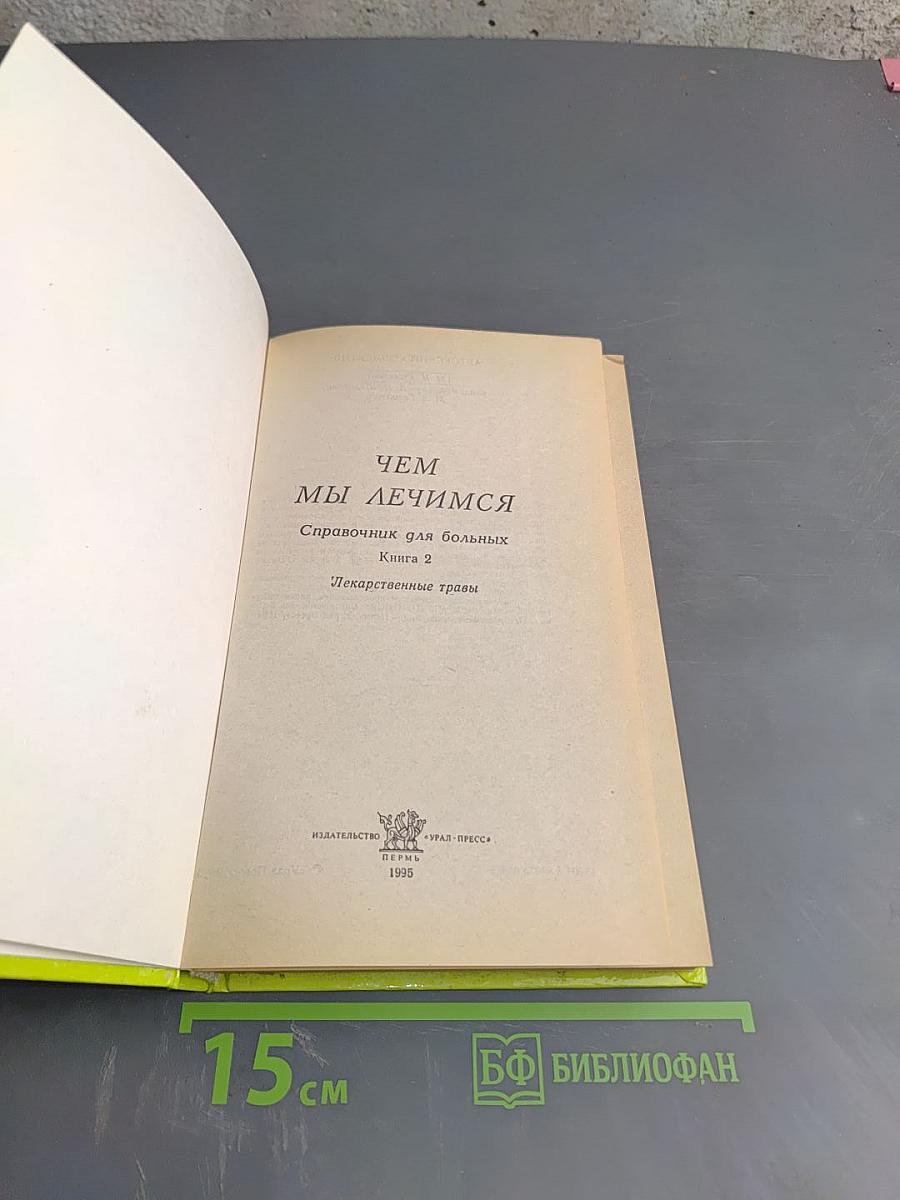 ЧЕМ
МЫ ЛЕЧИМСЯ
Справочник для больных
Книга 2
Лекарственные травы
ИЗДАТЕЛЬСТВО «УРАЛ-ПРЕСС»
ПЕРМЬ
1995
15 см
БФ БИБЛИОФАН